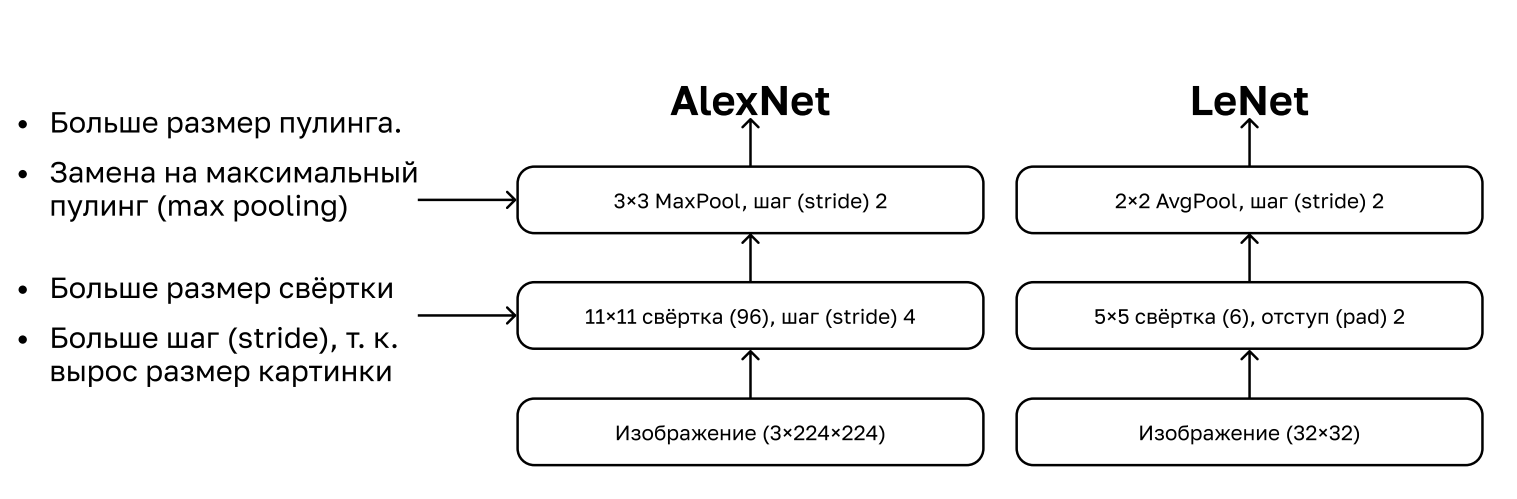 AlexNet
LeNet
• Больше размер пулинга.
• Замена на максимальный
пулинг (max pooling)
3×3 MaxPool, шаг (stride) 2
2×2 AvgPool, шаг (stride) 2
• Больше размер свёртки
• Больше шаг (stride), т. к.
вырос размер картинки
11×11 свёртка (96), шаг (stride) 4
5×5 свёртка (6), отступ (pad) 2
Изображение (3×224×224)
Изображение (32×32)